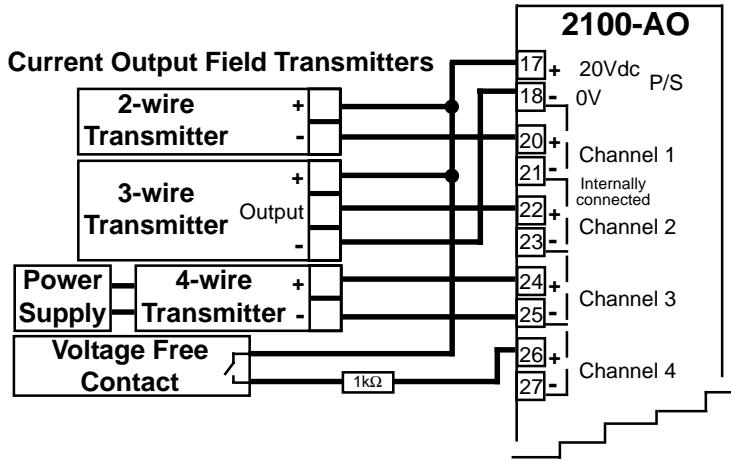 2100-AO
Current Output Field Transmitters
17 + 20Vdc P/S
18 - 0V
2-wire Transmitter
+
-
20 +
Channel 1
21 -
Internally connected
3-wire Transmitter
+
Output
-
22 +
Channel 2
23 -
Power Supply
4-wire Transmitter
+
-
24 +
Channel 3
25 -
Voltage Free Contact
1kΩ
26 +
Channel 4
27 -